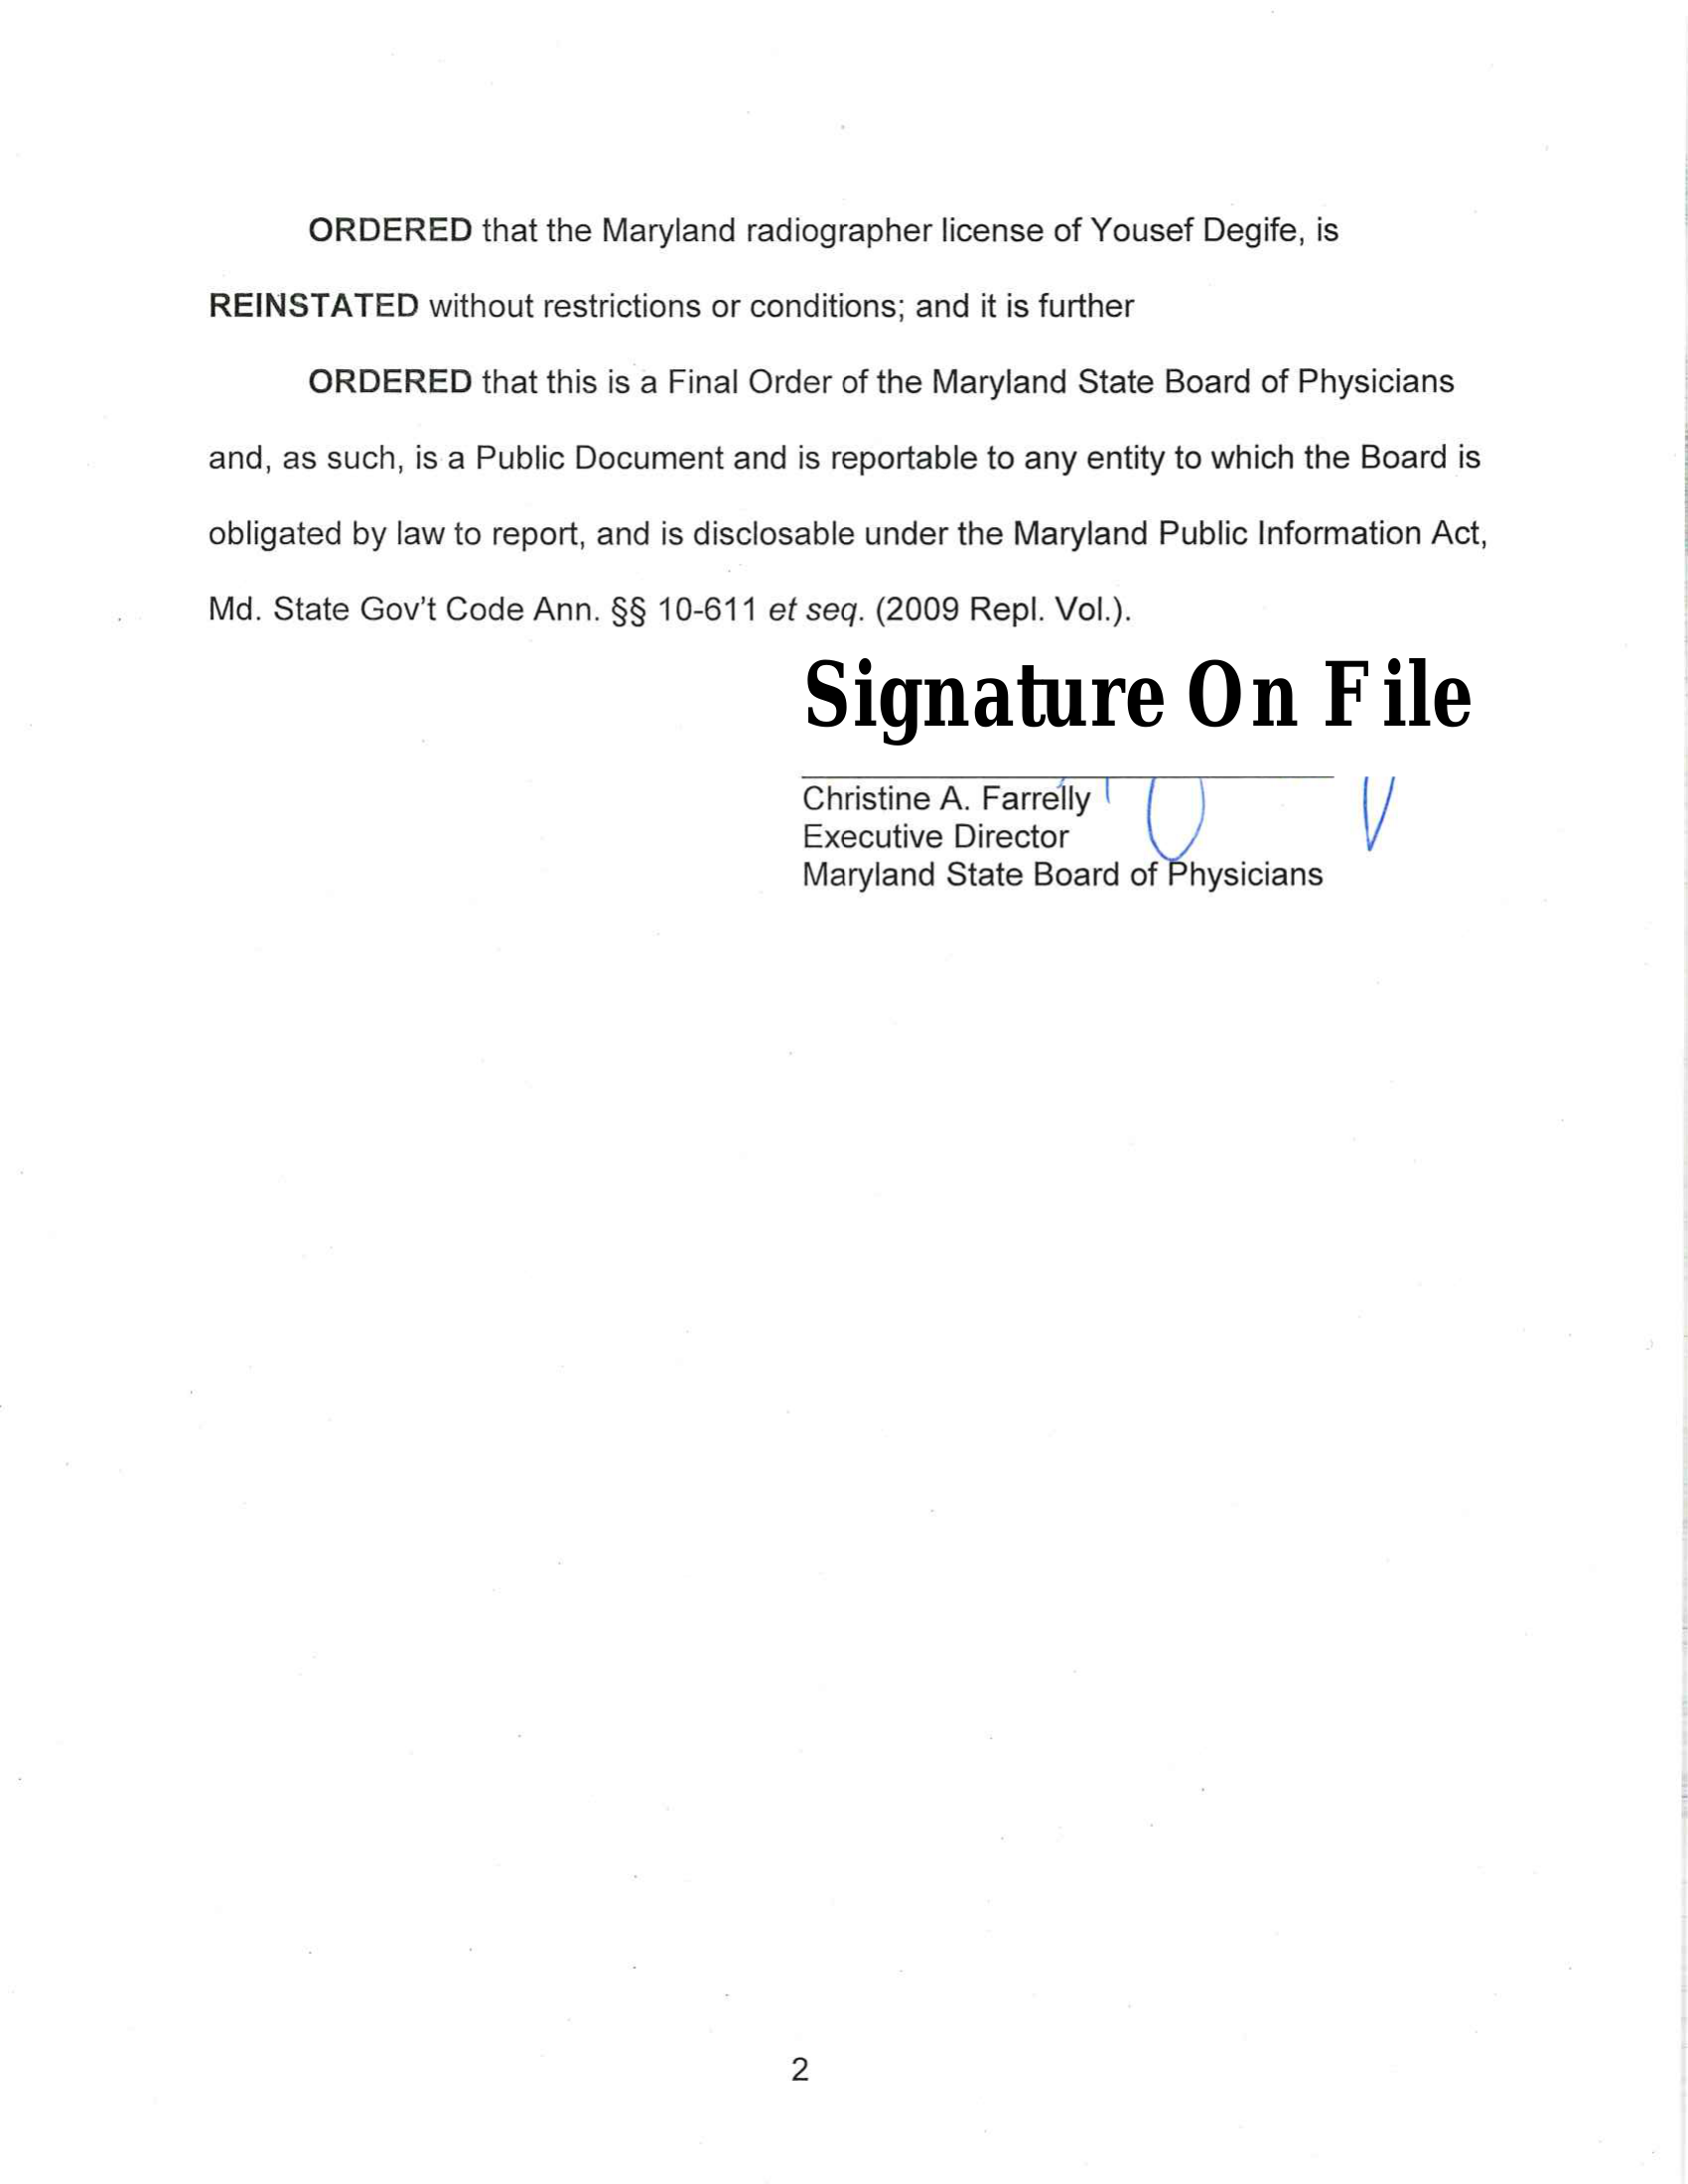 ORDERED that the Maryland radiographer license of Yousef Degife, is
REINSTATED without restrictions or conditions; and it is further
ORDERED that this is a Final Order of the Maryland State Board of Physicians
and, as such, is a Public Document and is reportable to any entity to which the Board is
obligated by law to report, and is disclosable under the Maryland Public Information Act,
Md. State Gov't Code Ann. §§ 10-611 et seq. (2009 Repl. Vol.).
Signature On File
Christine A. Farrelly
Executive Director
Maryland State Board of Physicians
2